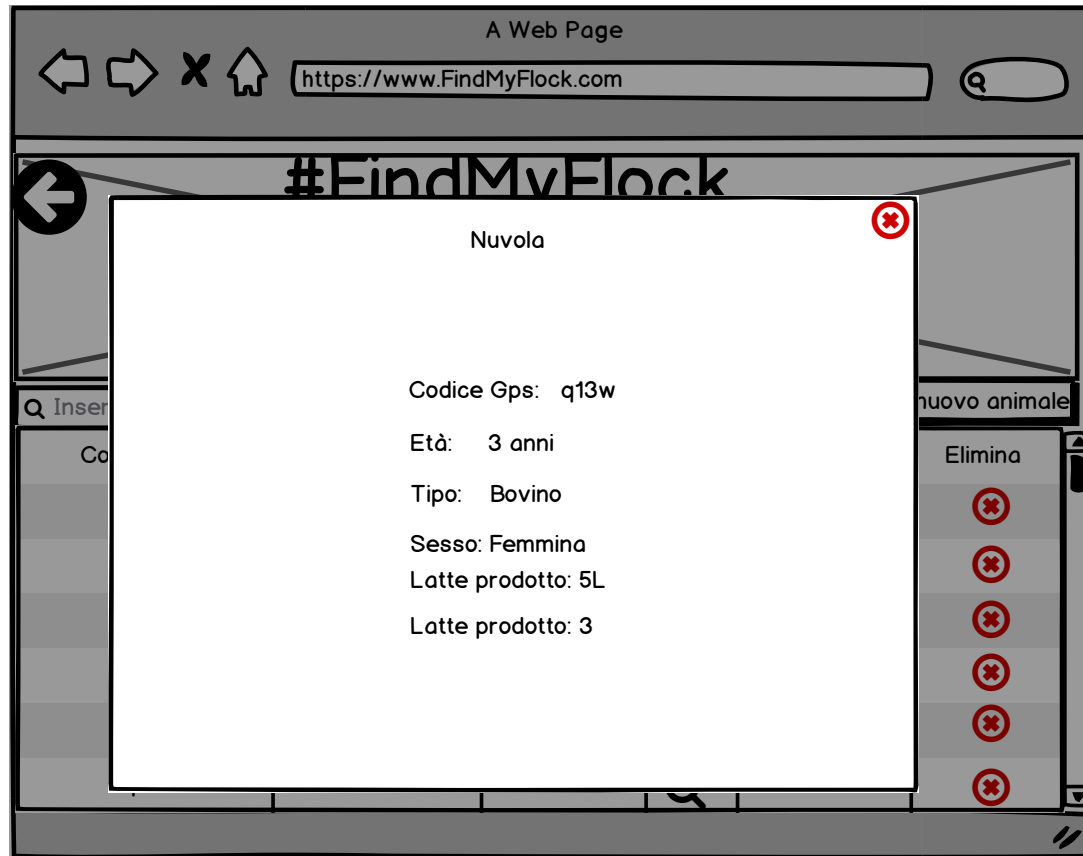 A Web Page
https://www.FindMyFlock.com
#FindMyFlock
Nuvola
Codice Gps: q13w
nuovo animale
Età: 3 anni
Elimina
Tipo: Bovino
Sesso: Femmina
Latte prodotto: 5L
Latte prodotto: 3